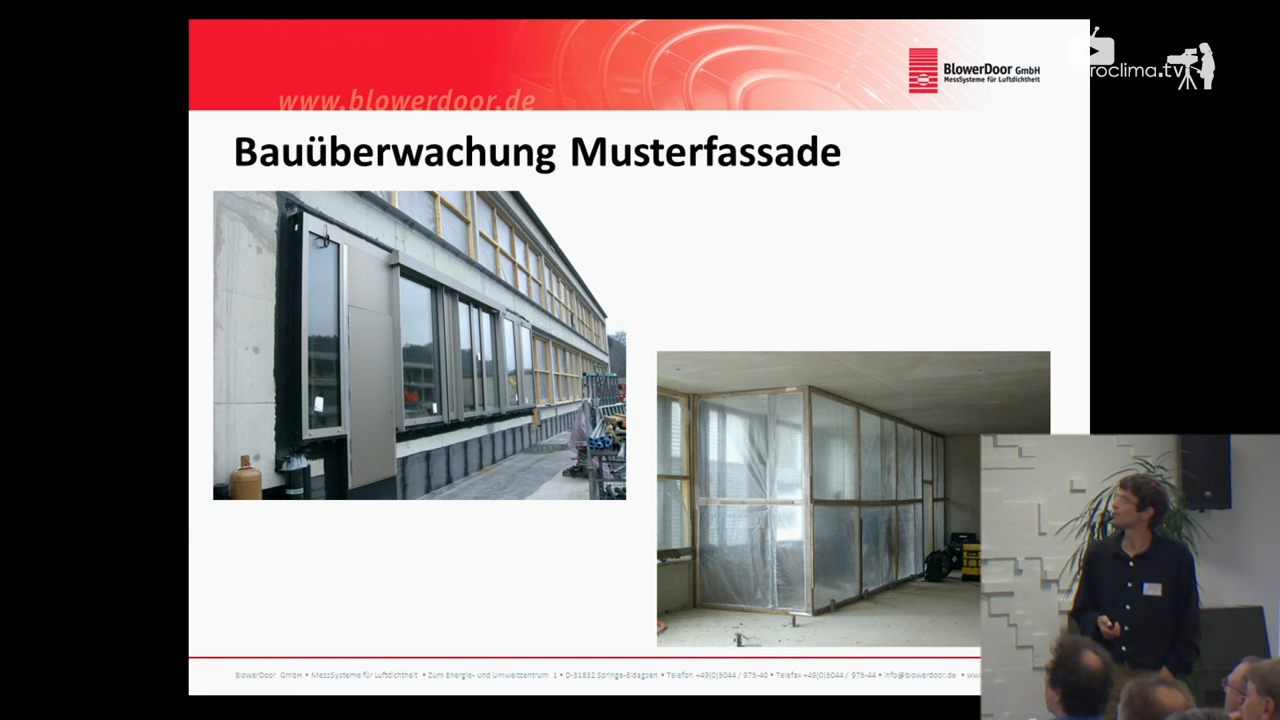 BlowerDoor GmbH
MessSysteme für Luftdichtheit
roclima.tv
www.blowerdoor.de
Bauüberwachung Musterfassade
BlowerDoor GmbH • MessSysteme für Luftdichtheit • Zum Energie- und Umweltzentrum 1 • D-31832 Springe-Eldagsen • Telefon +49(0)5044 / 975-40 • Telefax +49(0)5044 / 975-44 • info@blowerdoor.de •